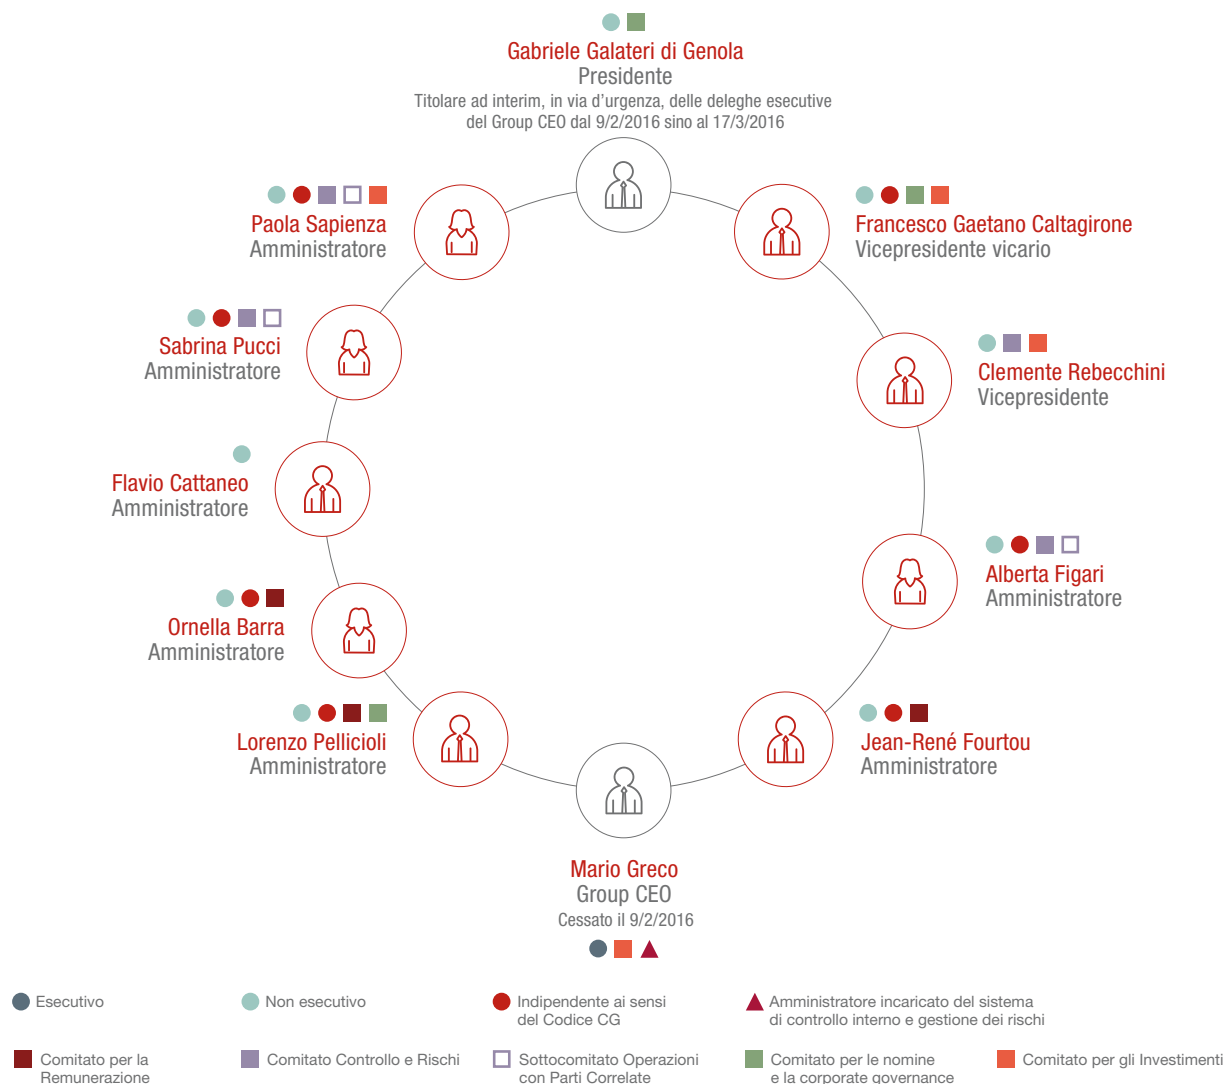 Gabriele Galateri di Genola
Presidente
Titolare ad interim, in via d'urgenza, delle deleghe esecutive
del Group CEO dal 9/2/2016 sino al 17/3/2016
Paola Sapienza
Amministratore
Francesco Gaetano Caltagirone
Vicepresidente vicario
Sabrina Pucci
Amministratore
Clemente Rebecchini
Vicepresidente
Flavio Cattaneo
Amministratore
Alberta Figari
Amministratore
Ornella Barra
Amministratore
Lorenzo Pellicioli
Amministratore
Jean-René Fourtou
Amministratore
Mario Greco
Group CEO
Cessato il 9/2/2016
Esecutivo
Non esecutivo
Indipendente ai sensi
del Codice CG
Amministratore incaricato del sistema
di controllo interno e gestione dei rischi
Comitato per la
Remunerazione
Comitato Controllo e Rischi
Sottocomitato Operazioni
con Parti Correlate
Comitato per le nomine
e la corporate governance
Comitato per gli Investimenti